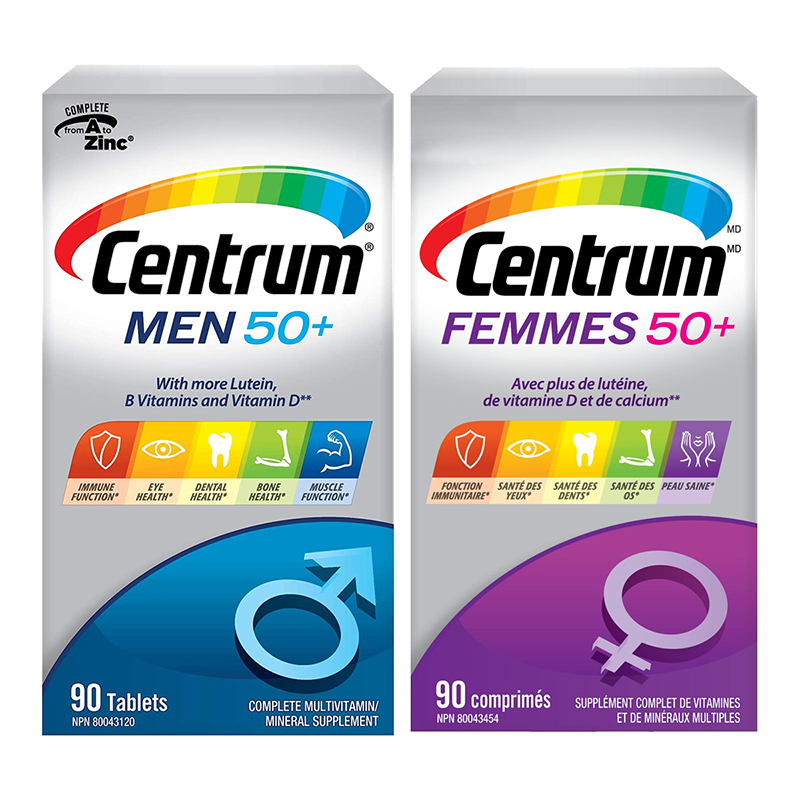 COMPLETE
from A to
Zinc®
Centrum®
®
MEN 50+
With more Lutein,
B Vitamins and Vitamin D**
IMMUNE
FUNCTION*
EYE
HEALTH*
DENTAL
HEALTH*
BONE
HEALTH*
MUSCLE
FUNCTION*
90 Tablets
NPN 80043120
COMPLETE MULTIVITAMIN/
MINERAL SUPPLEMENT
MD
Centrum MD
FEMMES 50+
Avec plus de lutéine,
de vitamine D et de calcium**
FONCTION
IMMUNITAIRE*
SANTÉ DES
YEUX*
SANTÉ DES
DENTS*
SANTÉ DES
OS*
PEAU SAINE*
90 comprimés
NPN 80043454
SUPPLÉMENT COMPLET DE VITAMINES
ET DE MINÉRAUX MULTIPLES